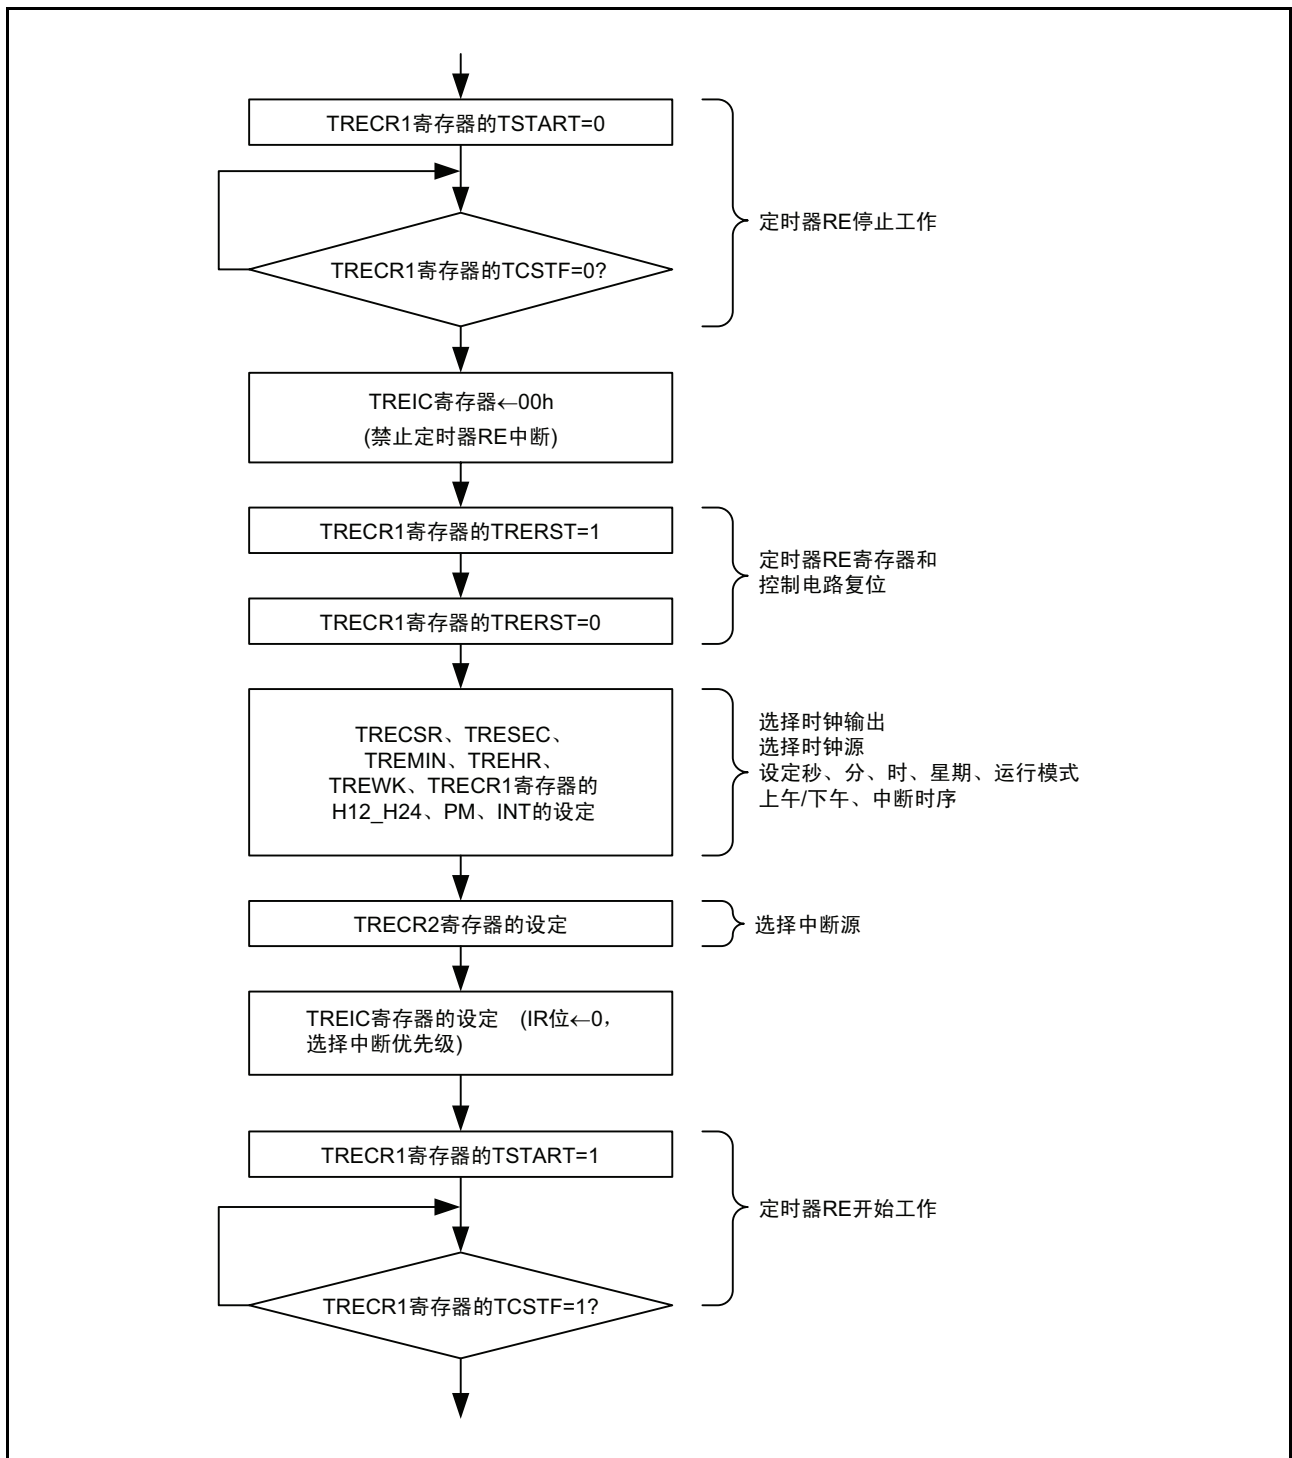 TRECR1寄存器的TSTART=0
TRECR1寄存器的TCSTF=0?
定时器RE停止工作
TREIC寄存器←00h
(禁止定时器RE中断)
TRECR1寄存器的TRERST=1
TRECR1寄存器的TRERST=0
定时器RE寄存器和
控制电路复位
TRECSR、TRESEC、
TREMIN、TREHR、
TREWK、TRECR1寄存器的
H12_H24、PM、INT的设定
选择时钟输出
选择时钟源
设定秒、分、时、星期、运行模式
上午/下午、中断时序
TRECR2寄存器的设定
选择中断源
TREIC寄存器的设定 (IR位←0，
选择中断优先级)
TRECR1寄存器的TSTART=1
TRECR1寄存器的TCSTF=1?
定时器RE开始工作